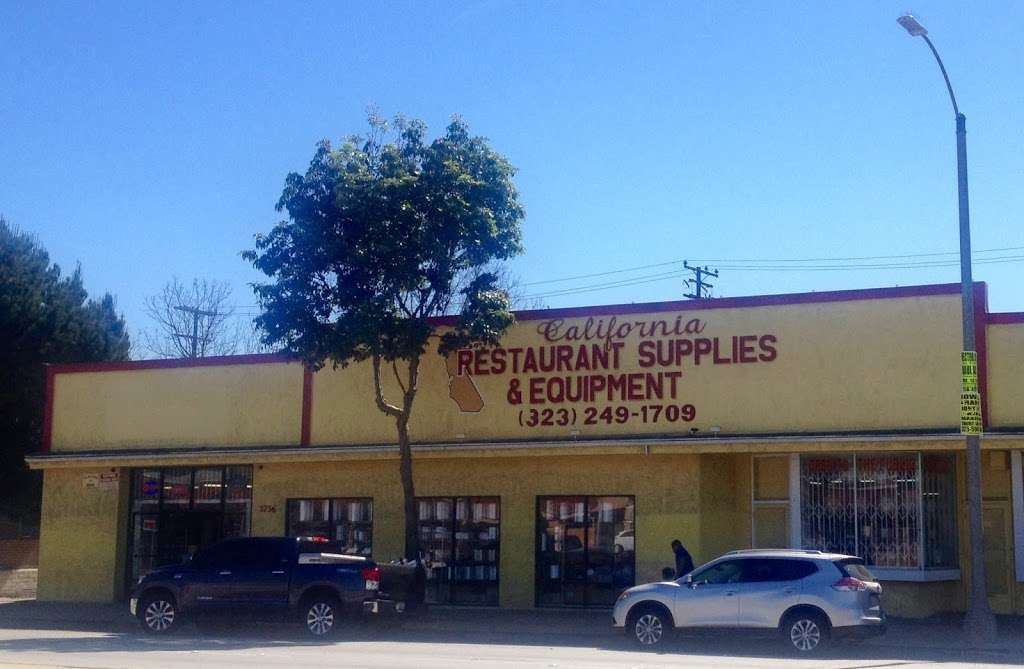 California
RESTAURANT SUPPLIES
& EQUIPMENT
(323) 249-1709